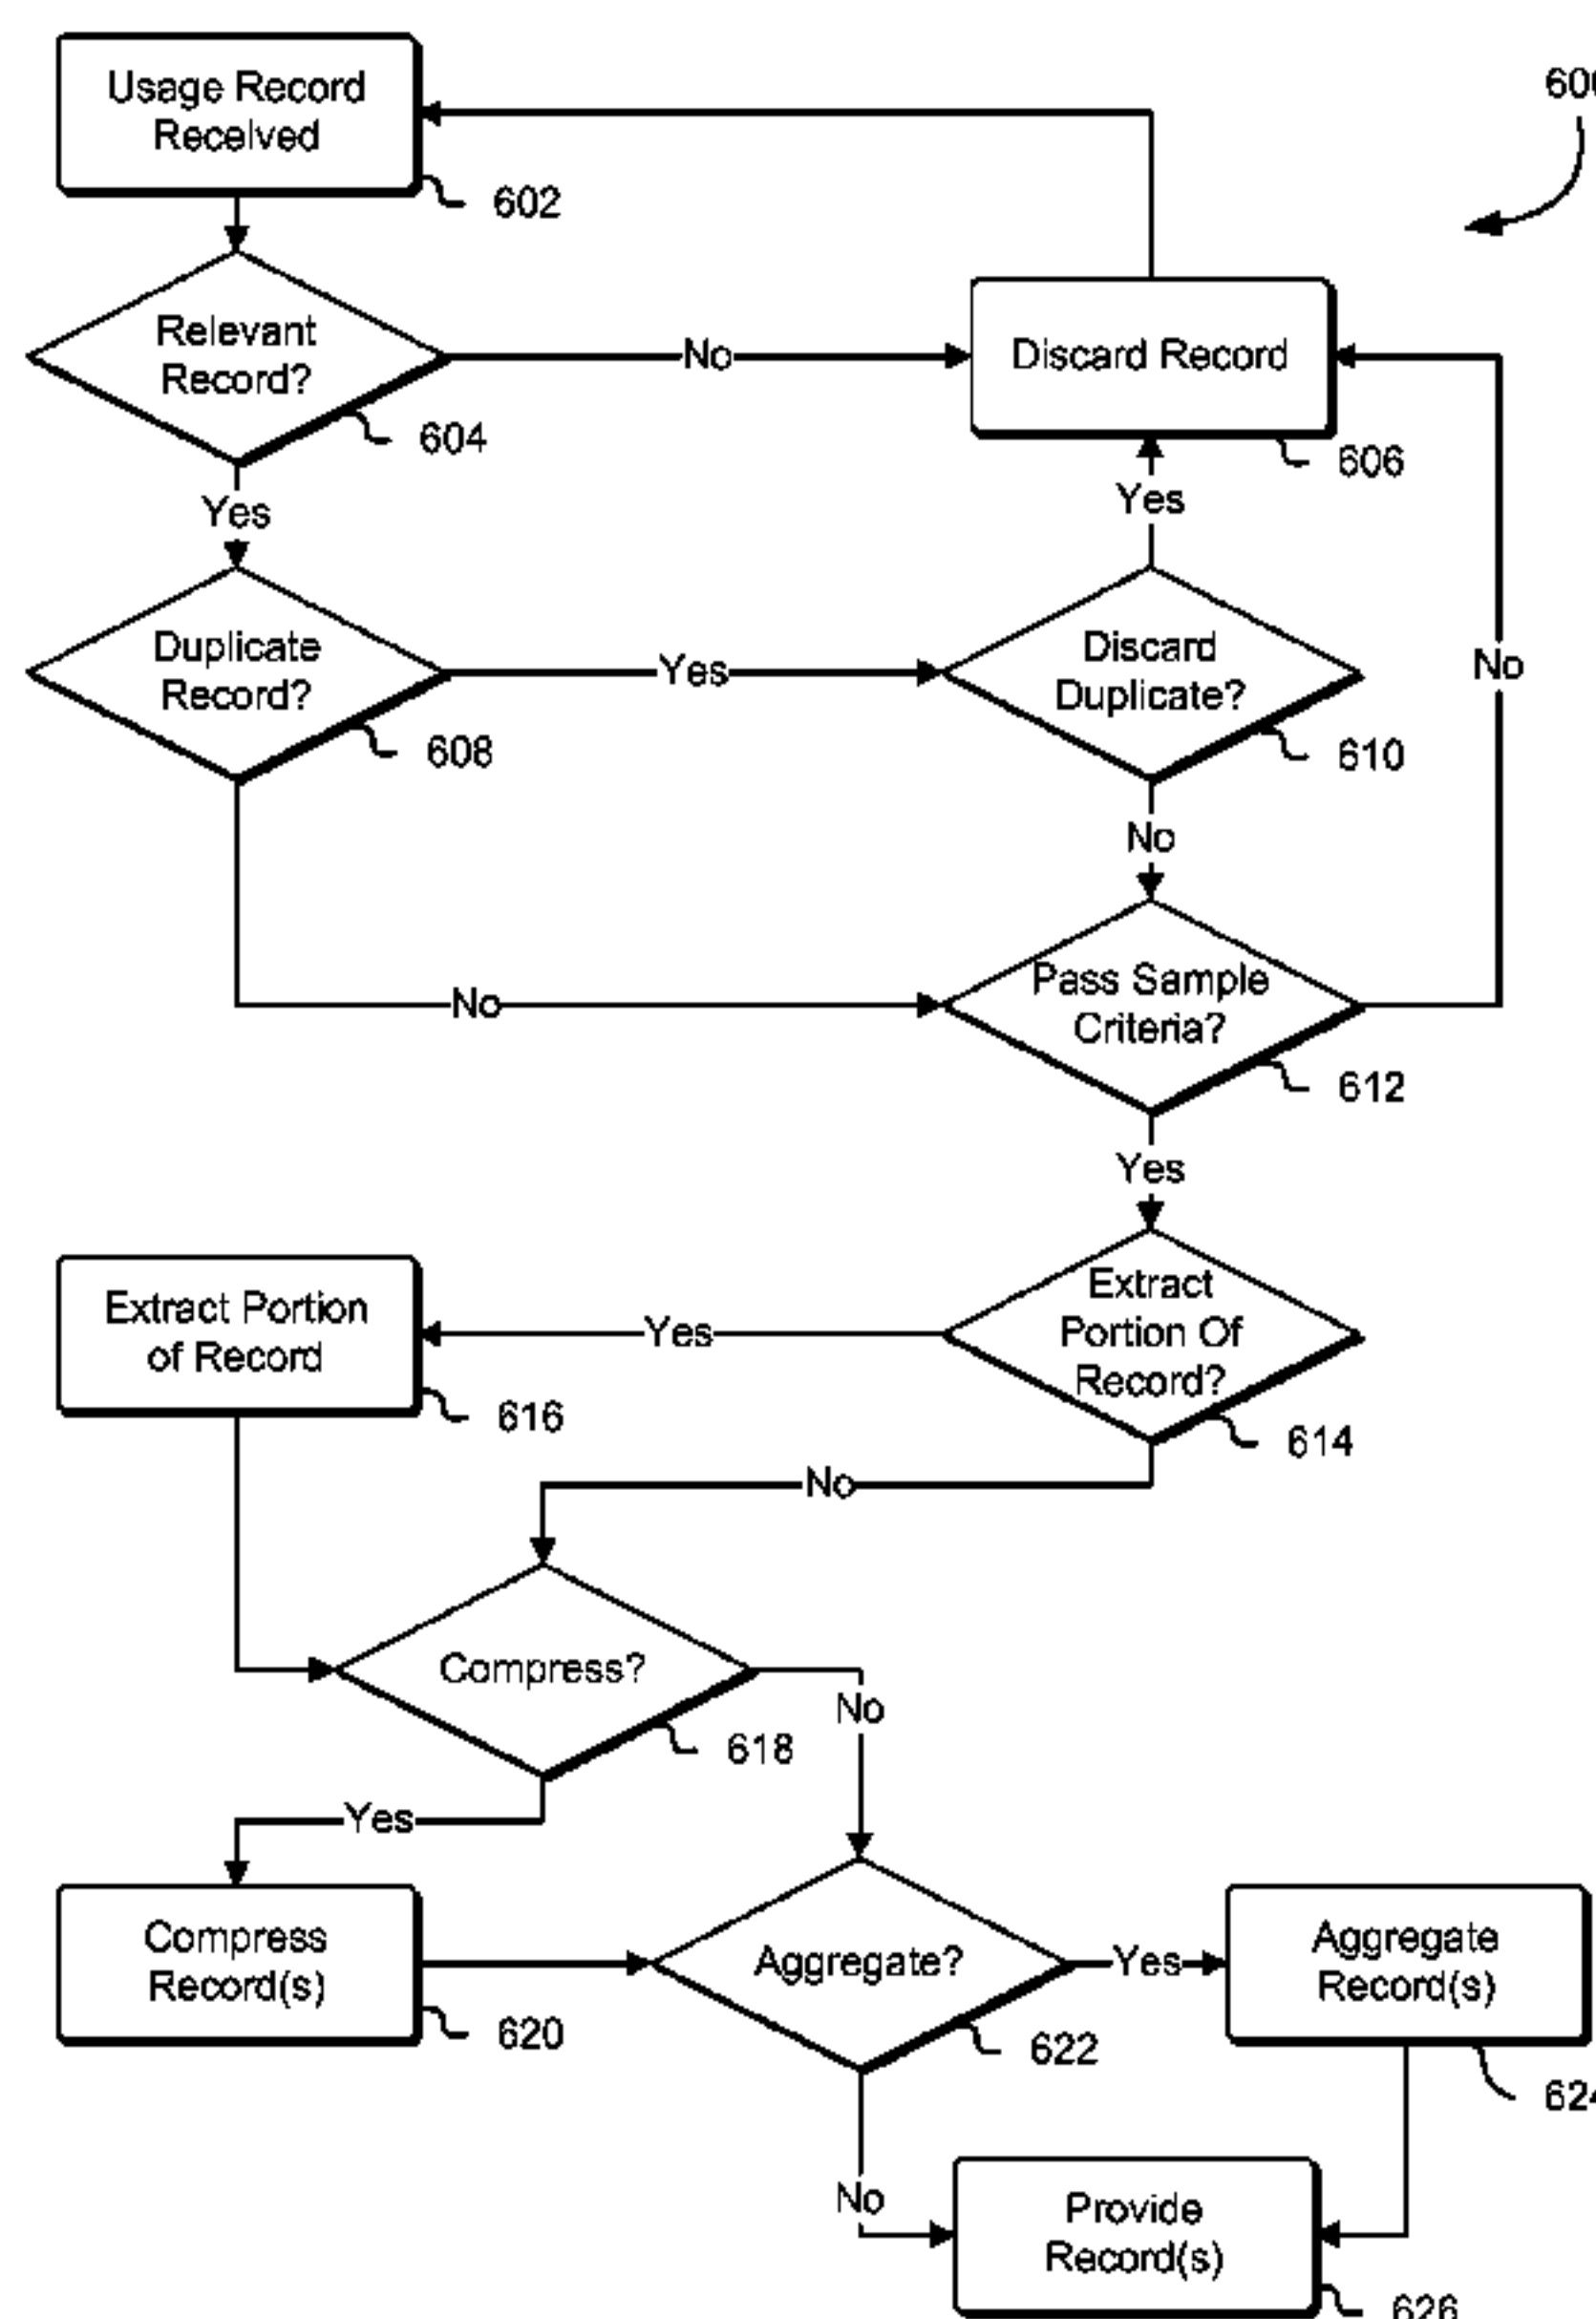 Usage Record
Received
602
600
Relevant
Record?
604
No
Discard Record
606
Yes
Yes
Duplicate
Record?
608
Yes
Discard
Duplicate?
610
No
No
No
Pass Sample
Criteria?
612
Yes
Extract Portion
of Record
616
Yes
Extract
Portion Of
Record?
614
No
Compress?
618
No
Yes
Compress
Record(s)
620
Aggregate?
622
Yes
Aggregate
Record(s)
624
No
Provide
Record(s)
626